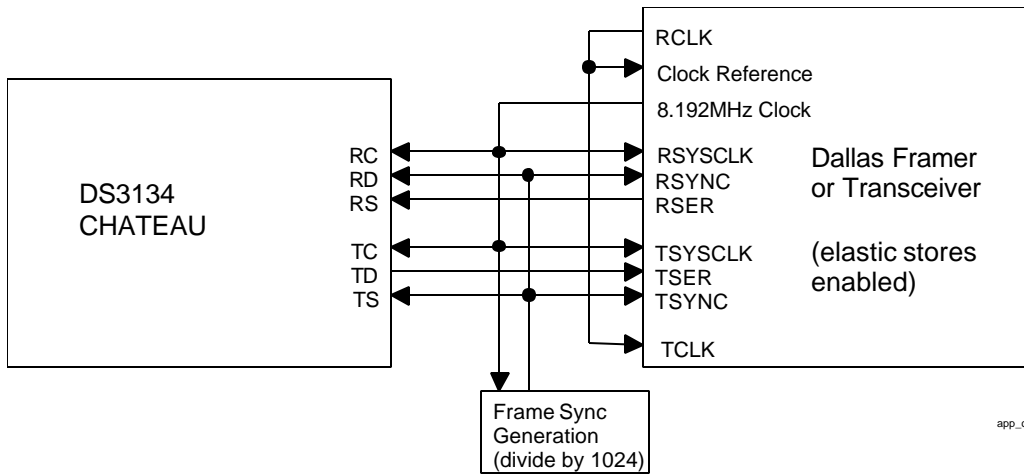 DS3134
CHATEAU
RC
RD
RS
TC
TD
TS
RCLK
Clock Reference
8.192MHz Clock
RSYSCLK
RSYNC
RSER
TSYSCLK
TSER
TSYNC
TCLK
Dallas Framer
or Transceiver
(elastic stores
enabled)
Frame Sync
Generation
(divide by 1024)